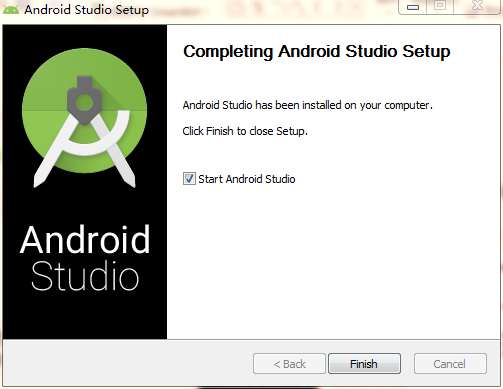 Android Studio Setup
Completing Android Studio Setup
Android Studio has been installed on your computer.
Click Finish to close Setup.
Start Android Studio
Android
Studio
< Back
Finish
Cancel